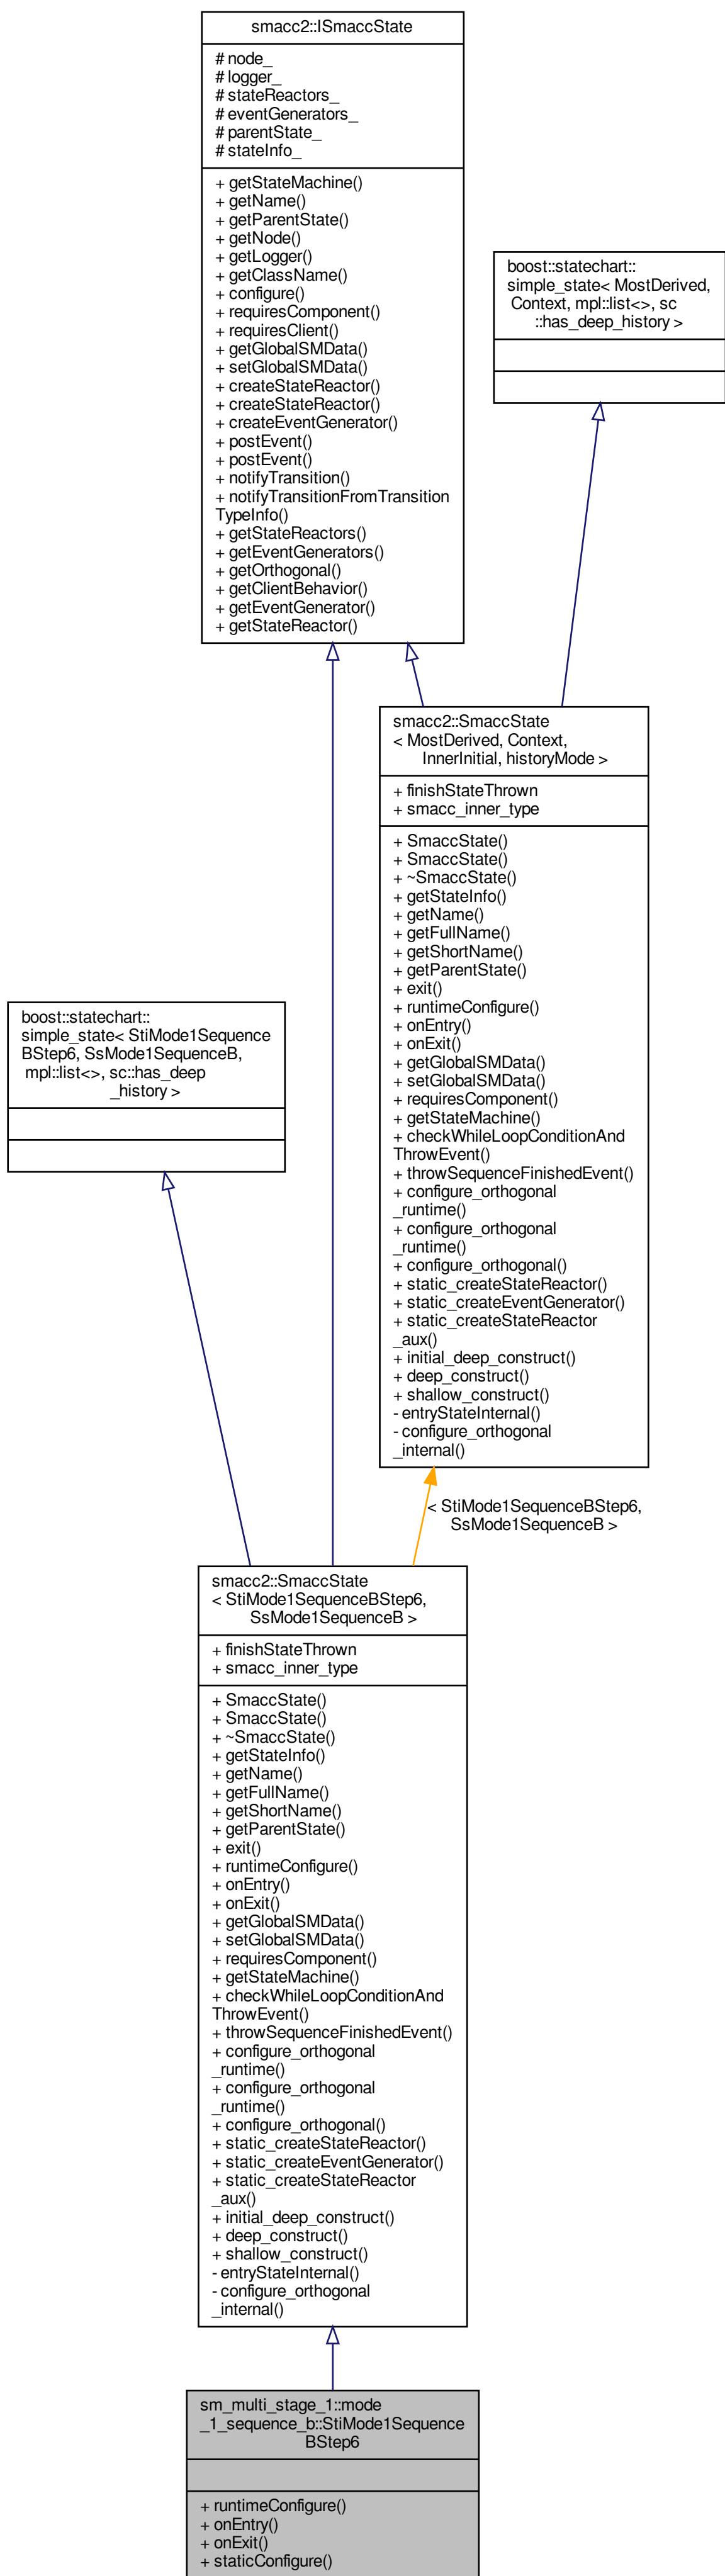 smacc2::ISmaccState
# node_
# logger_
# stateReactors_
# eventGenerators_
# parentState_
# stateInfo_
+ getStateMachine()
+ getName()
+ getParentState()
+ getNode()
+ getLogger()
+ getClassName()
+ configure()
+ requiresComponent()
+ requiresClient()
+ getGlobalSMData()
+ setGlobalSMData()
+ createStateReactor()
+ createStateReactor()
+ createEventGenerator()
+ postEvent()
+ postEvent()
+ notifyTransition()
+ notifyTransitionFromTransition
TypeInfo()
+ getStateReactors()
+ getEventGenerators()
+ getOrthogonal()
+ getClientBehavior()
+ getEventGenerator()
+ getStateReactor()
boost::statechart::
simple_state< MostDerived,
Context, mpl::list<>, sc
::has_deep_history >
smacc2::SmaccState
< MostDerived, Context,
InnerInitial, historyMode >
+ finishStateThrown
+ smacc_inner_type
+ SmaccState()
+ SmaccState()
+ ~SmaccState()
+ getStateInfo()
+ getName()
+ getFullName()
+ getShortName()
+ getParentState()
+ exit()
+ runtimeConfigure()
+ onEntry()
+ onExit()
+ getGlobalSMData()
+ setGlobalSMData()
+ requiresComponent()
+ getStateMachine()
+ checkWhileLoopConditionAnd
ThrowEvent()
+ throwSequenceFinishedEvent()
+ configure_orthogonal
_runtime()
+ configure_orthogonal
_runtime()
+ configure_orthogonal()
+ static_createStateReactor()
+ static_createEventGenerator()
+ static_createStateReactor
_aux()
+ initial_deep_construct()
+ deep_construct()
+ shallow_construct()
- entryStateInternal()
- configure_orthogonal
_internal()
boost::statechart::
simple_state< StiMode1Sequence
BStep6, SsMode1SequenceB,
mpl::list<>, sc::has_deep
_history >
< StiMode1SequenceBStep6,
SsMode1SequenceB >
smacc2::SmaccState
< StiMode1SequenceBStep6,
SsMode1SequenceB >
+ finishStateThrown
+ smacc_inner_type
+ SmaccState()
+ SmaccState()
+ ~SmaccState()
+ getStateInfo()
+ getName()
+ getFullName()
+ getShortName()
+ getParentState()
+ exit()
+ runtimeConfigure()
+ onEntry()
+ onExit()
+ getGlobalSMData()
+ setGlobalSMData()
+ requiresComponent()
+ getStateMachine()
+ checkWhileLoopConditionAnd
ThrowEvent()
+ throwSequenceFinishedEvent()
+ configure_orthogonal
_runtime()
+ configure_orthogonal
_runtime()
+ configure_orthogonal()
+ static_createStateReactor()
+ static_createEventGenerator()
+ static_createStateReactor
_aux()
+ initial_deep_construct()
+ deep_construct()
+ shallow_construct()
- entryStateInternal()
- configure_orthogonal
_internal()
sm_multi_stage_1::mode
_1_sequence_b::StiMode1Sequence
BStep6
+ runtimeConfigure()
+ onEntry()
+ onExit()
+ staticConfigure()